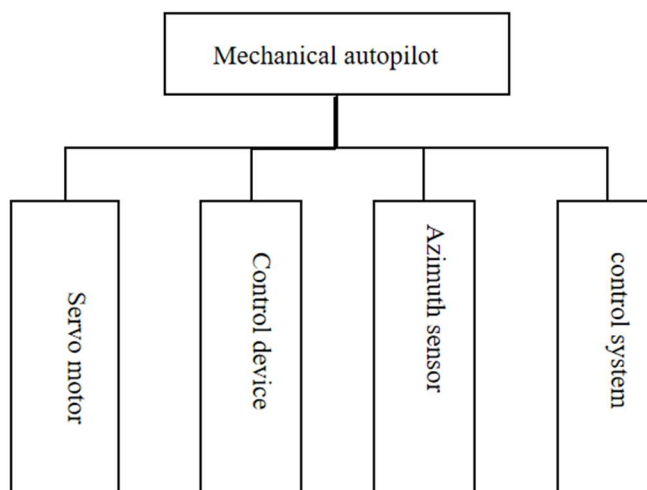 Mechanical autopilot
Servo motor
Control device
Azimuth sensor
control system